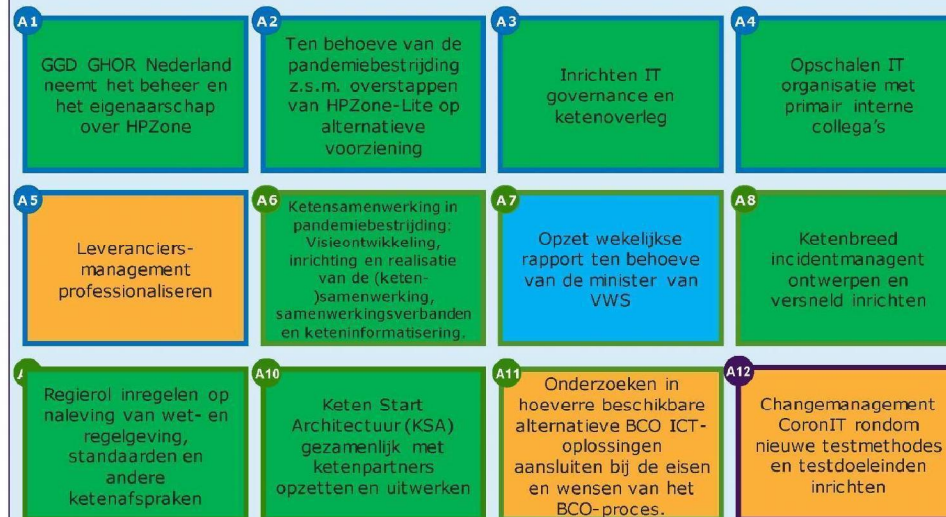 A1
GGD GHOR Nederland
neemt het beheer en
het eigenaarschap
over HPZone
A2
Ten behoeve van de
pandemiebestrijding
z.s.m. overstappen
van HPZone-Lite op
alternatieve
voorziening
A3
Inrichten IT
governance en
ketenoverleg
A4
Opschalen IT
organisatie met
primair interne
collega's
A5
Leveranciers-
management
professionaliseren
A6
Ketensamenwerking in
pandemiebestrijding:
Visieontwikkeling,
inrichting en realisatie
van de (keten-
)samenwerking,
samenwerkingsverbanden
en keteninformatisering.
A7
Opzet wekelijkse
rapport ten behoeve
van de minister van
VWS
A8
Ketenbreed
incidentmanagent
ontwerpen en
versneld inrichten
Regierol inregelen op
naleving van wet- en
regelgeving,
standaarden en
andere
ketenafspraken
A10
Keten Start
Architectuur (KSA)
gezamenlijk met
ketenpartners
opzetten en uitwerken
A11
Onderzoeken in
hoeverre beschikbare
alternatieve BCO ICT-
oplossingen
aansluiten bij de eisen
en wensen van het
BCO-proces.
A12
Changemanagement
CoronIT rondom
nieuwe testmethodes
en testdoeleinden
inrichten